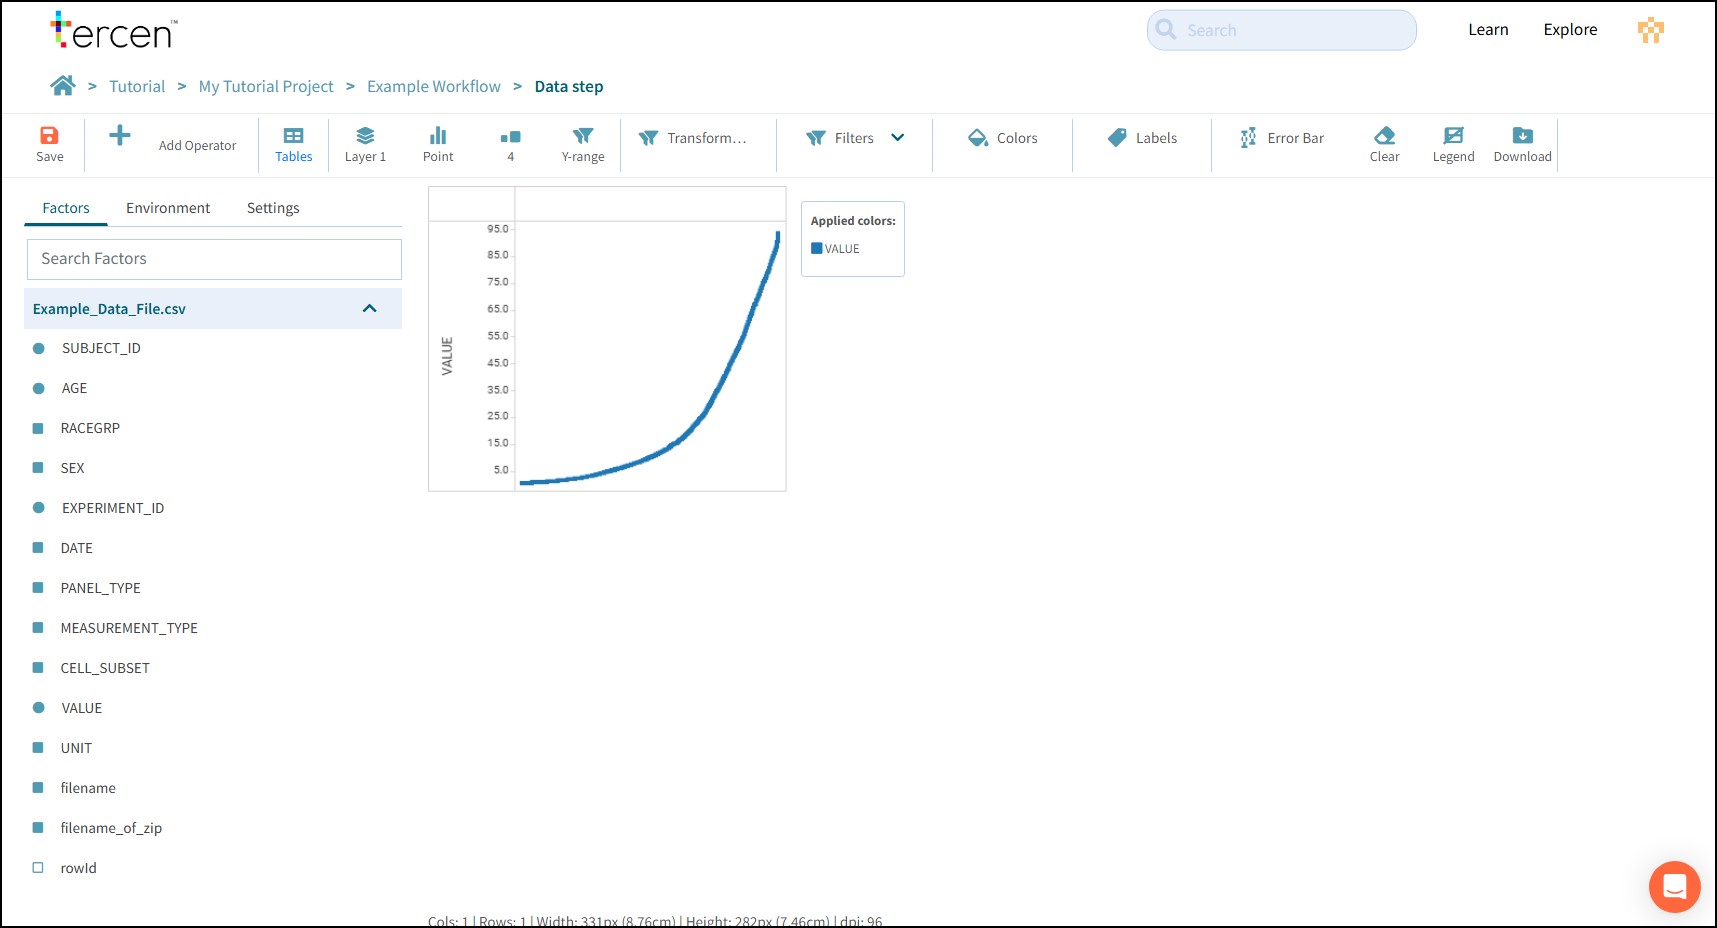 tercen™
Search
Learn
Explore
> Tutorial > My Tutorial Project > Example Workflow > Data step
Save
Add Operator
Tables
Layer 1
Point
4
Y-range
Transform...
Filters
Colors
Labels
Error Bar
Clear
Legend
Download
Factors
Environment
Settings
Search Factors
Example_Data_File.csv
SUBJECT_ID
AGE
RACEGRP
SEX
EXPERIMENT_ID
DATE
PANEL_TYPE
MEASUREMENT_TYPE
CELL_SUBSET
VALUE
UNIT
filename
filename_of_zip
rowId
VALUE
95.0
85.0
75.0
65.0
55.0
45.0
35.0
25.0
15.0
5.0
Applied colors:
VALUE
Cols: 1 | Rows: 1 | Width: 331px (8.76cm) | Height: 282px (7.46cm) | dpi: 96